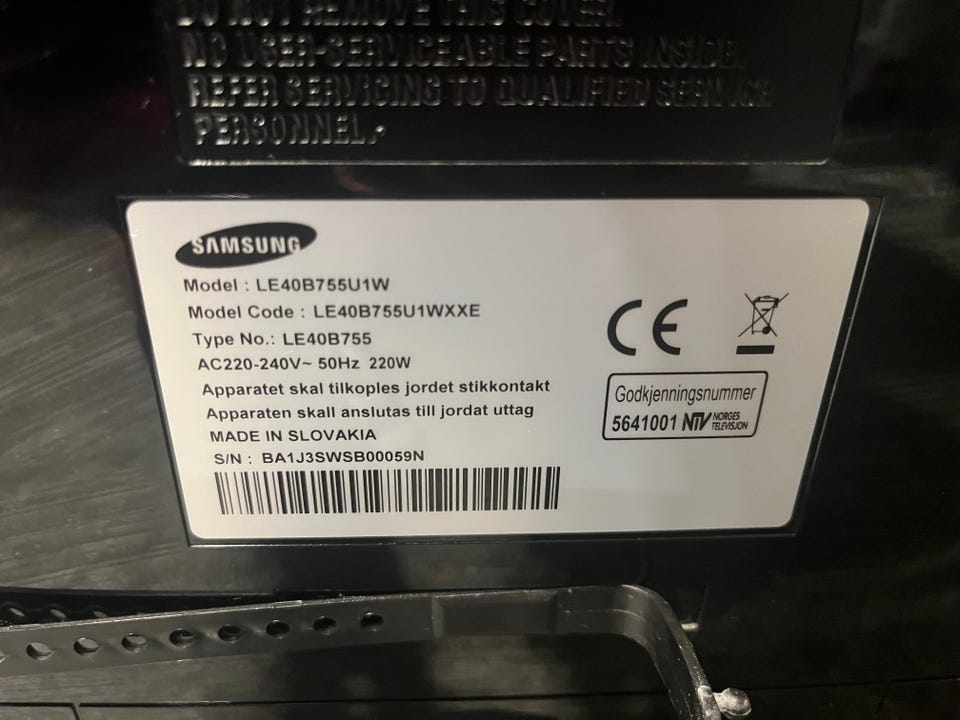 DO NOT REMOVE THIS COVER.
NO USER-SERVICEABLE PARTS INSIDE.
REFER SERVICING TO QUALIFIED SERVICE
PERSONNEL.
SAMSUNG
Model : LE40B755U1W
Model Code : LE40B755U1WXXE
Type No.: LE40B755
AC220-240V~ 50Hz 220W
Apparatet skal tilkoples jordet stikkontakt
Apparaten skall anslutas till jordat uttag
MADE IN SLOVAKIA
S/N : BA1J3SWSB00059N
CE
Godkjenningsnummer
5641001 NTV NORGES
TELEVISJON